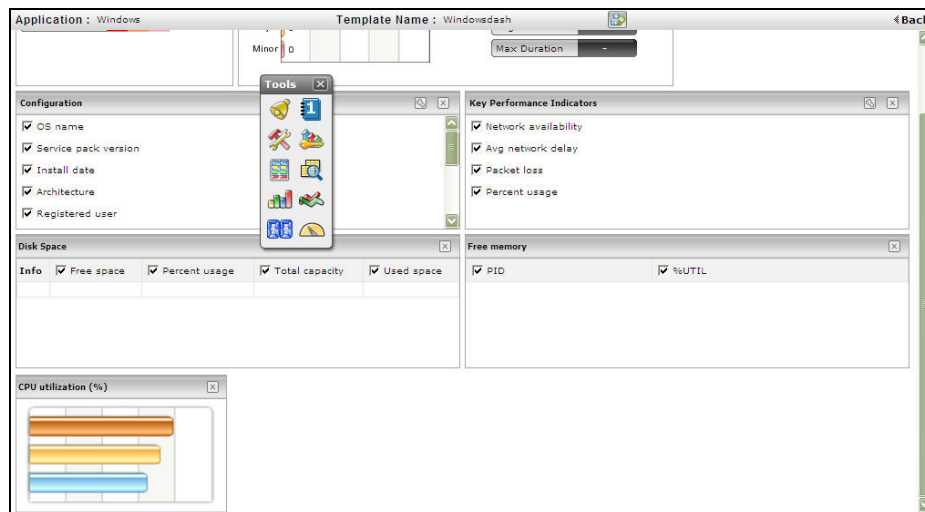 Application : Windows Template Name : Windowsdash Back
Minor 0
Max Duration -
Tools
1
Configuration
OS name
Service pack version
Install date
Architecture
Registered user
Key Performance Indicators
Network availability
Avg network delay
Packet loss
Percent usage
Disk Space
Info Free space Percent usage Total capacity Used space
Free memory
PID %UTIL
CPU utilization (%)